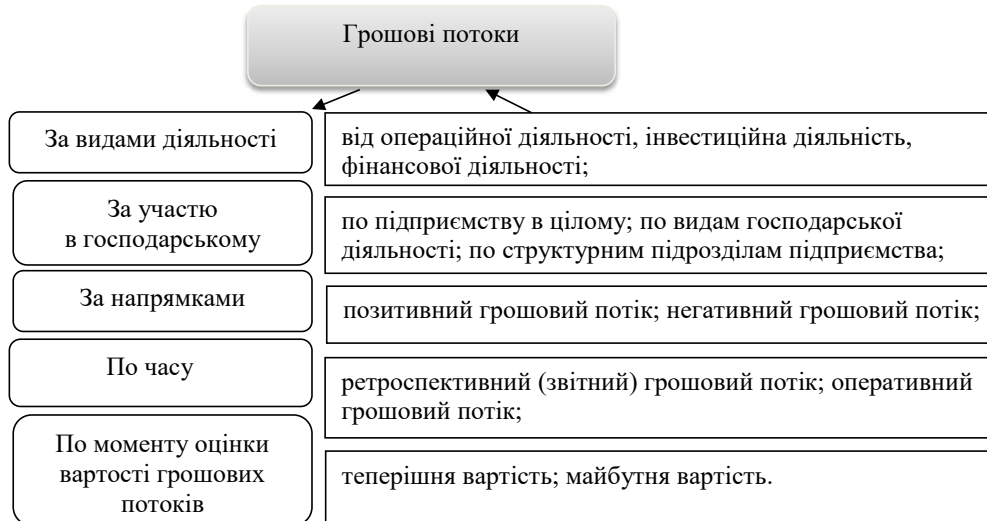 Грошові потоки
За видами діяльності
від операційної діяльності, інвестиційна діяльність,
фінансової діяльності;
За участю
в господарському
по підприємству в цілому; по видам господарської
діяльності; по структурним підрозділам підприємства;
За напрямками
позитивний грошовий потік; негативний грошовий потік;
По часу
ретроспективний (звітний) грошовий потік; оперативний
грошовий потік;
По моменту оцінки
вартості грошових
потоків
теперішня вартість; майбутня вартість.